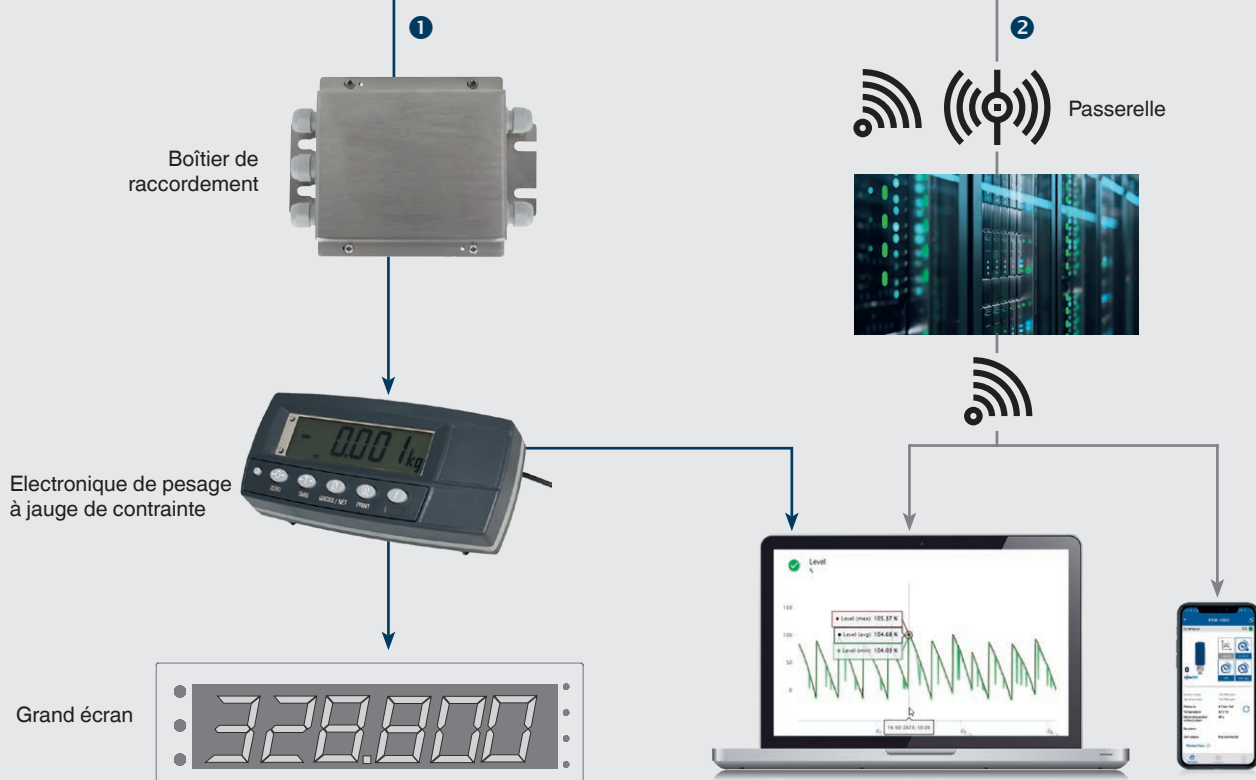 1
2
Passerelle
Boîtier de
raccordement
- 0.001 kg
ZERO
TARE
GROSS / NET
PRINT
Electronique de pesage
à jauge de contrainte
Level
%
150
100
50
0
Level (max): 105.37 %
Level (avg): 104.68 %
Level (min): 104.03 %
Grand écran
327.807